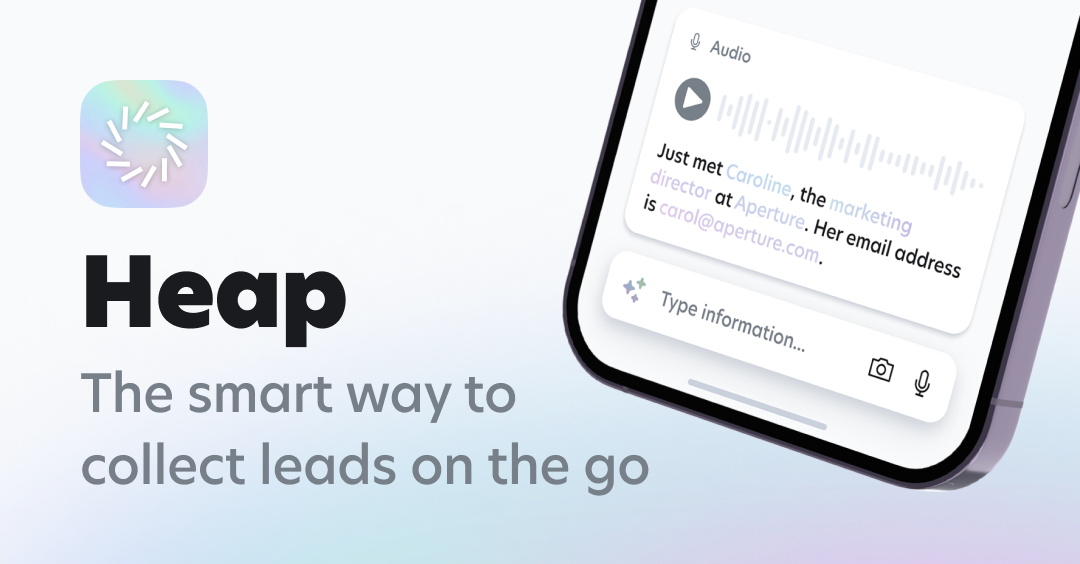 Heap
The smart way to
collect leads on the go
Audio
Just met Caroline, the marketing
director at Aperture. Her email address
is carol@aperture.com.
Type information...